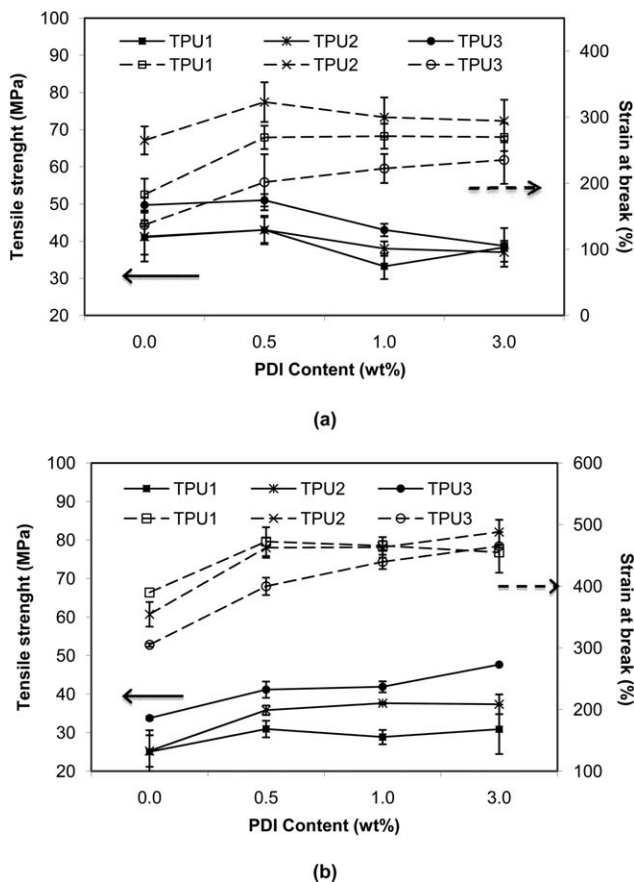 100
90
80
70
60
50
40
30
20
Tensile strenght (MPa)
TPU1 TPU2 TPU3
TPU1 TPU2 TPU3
450
400
300
200
100
0
Strain at break (%)
0.0 0.5 1.0 3.0
PDI Content (wt%)
(a)
100
90
80
70
60
50
40
30
20
Tensile strenght (MPa)
TPU1 TPU2 TPU3
TPU1 TPU2 TPU3
600
500
400
300
200
100
Strain at break (%)
0.0 0.5 1.0 3.0
PDI Content (wt%)
(b)